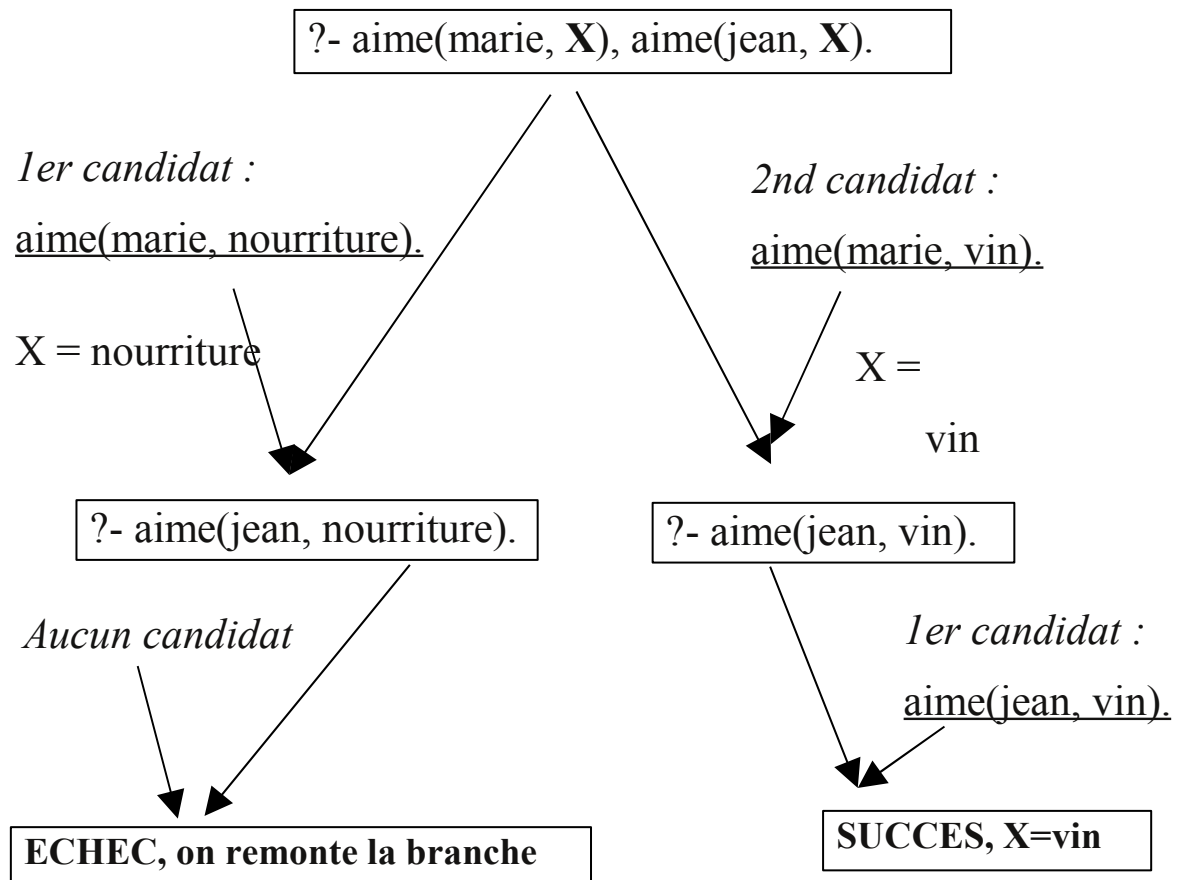 ?- aime(marie, X), aime(jean, X).
1er candidat :
aime(marie, nourriture).
X = nourriture
2nd candidat :
aime(marie, vin).
X =
vin
?- aime(jean, nourriture).
?- aime(jean, vin).
Aucun candidat
1er candidat :
aime(jean, vin).
ECHEC, on remonte la branche
SUCCES, X=vin